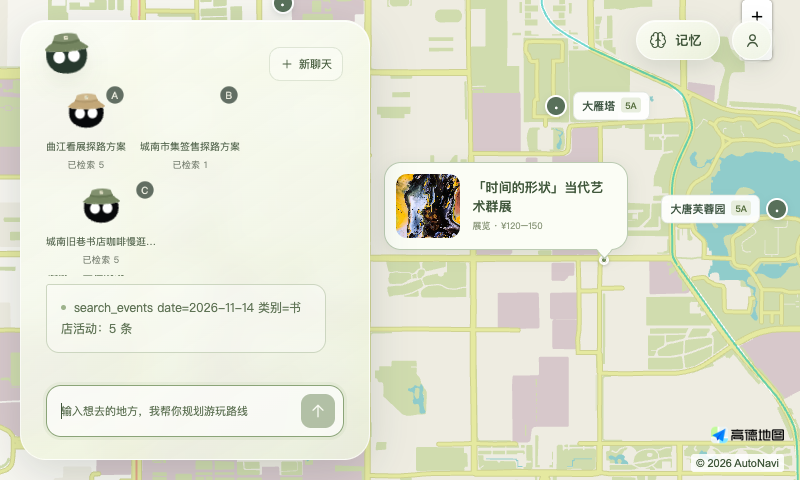 新聊天
A
B
曲江看展探路方案
城南市集签售探路方案
已检索 5
已检索 1
C
城南旧巷书店咖啡慢逛...
已检索 5
search_events date=2026-11-14 类别=书
店活动: 5 条
输入想去的地方，我帮你规划游玩路线
记忆
大雁塔 5A
「时间的形状」当代艺
术群展
展览 · ¥120—150
大唐芙蓉园 5A
高德地图
© 2026 AutoNavi